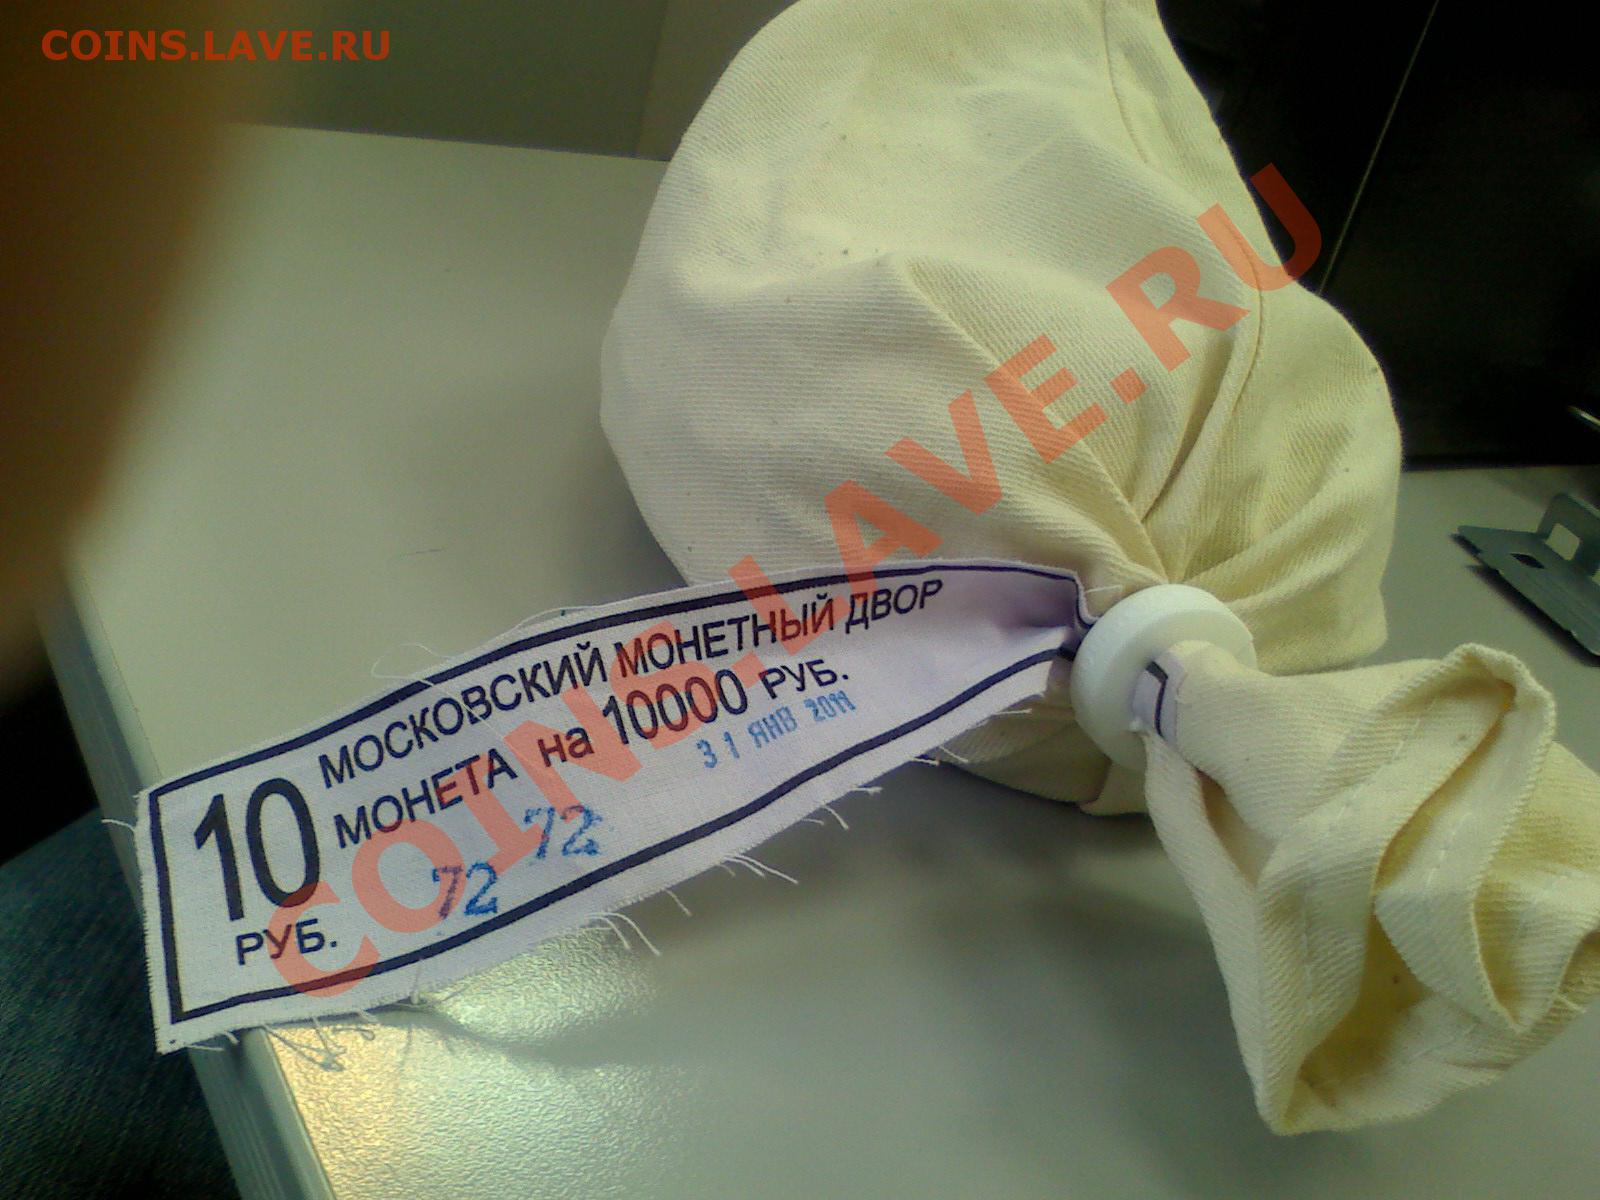 COINS.LAVE.RU
COINS.LAVE.RU
МОСКОВСКИЙ МОНЕТНЫЙ ДВОР
10 МОНЕТА на 10000 РУБ.
РУБ.
31 ЯНВ 2011
72 72